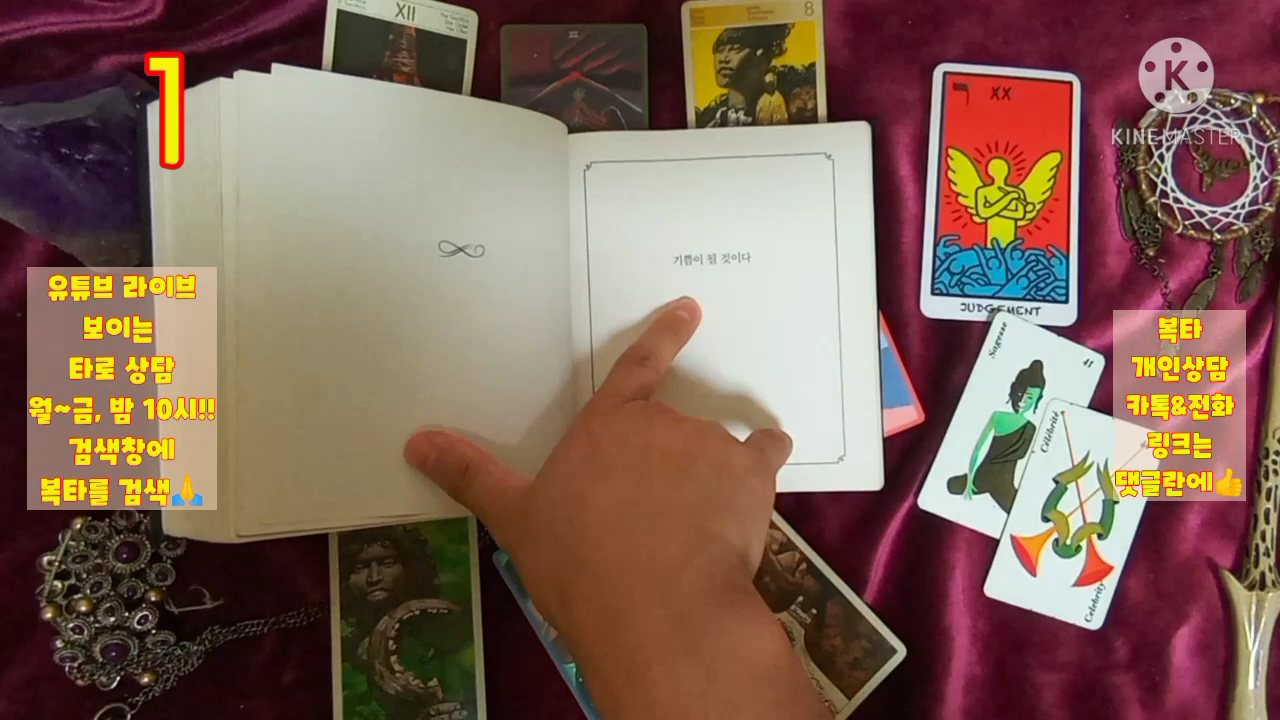 XII
8
1
XX
KINEMASTER
기쁨이 될 것이다
JUDGEMENT
유튜브 라이브
보이는
타로 상담
월~금, 밤 10시!!
검색창에
복타를 검색🙏
Sagesse
41
Célébrité
Celebrity
복타
개인상담
카톡&전화
링크는
댓글란에👍